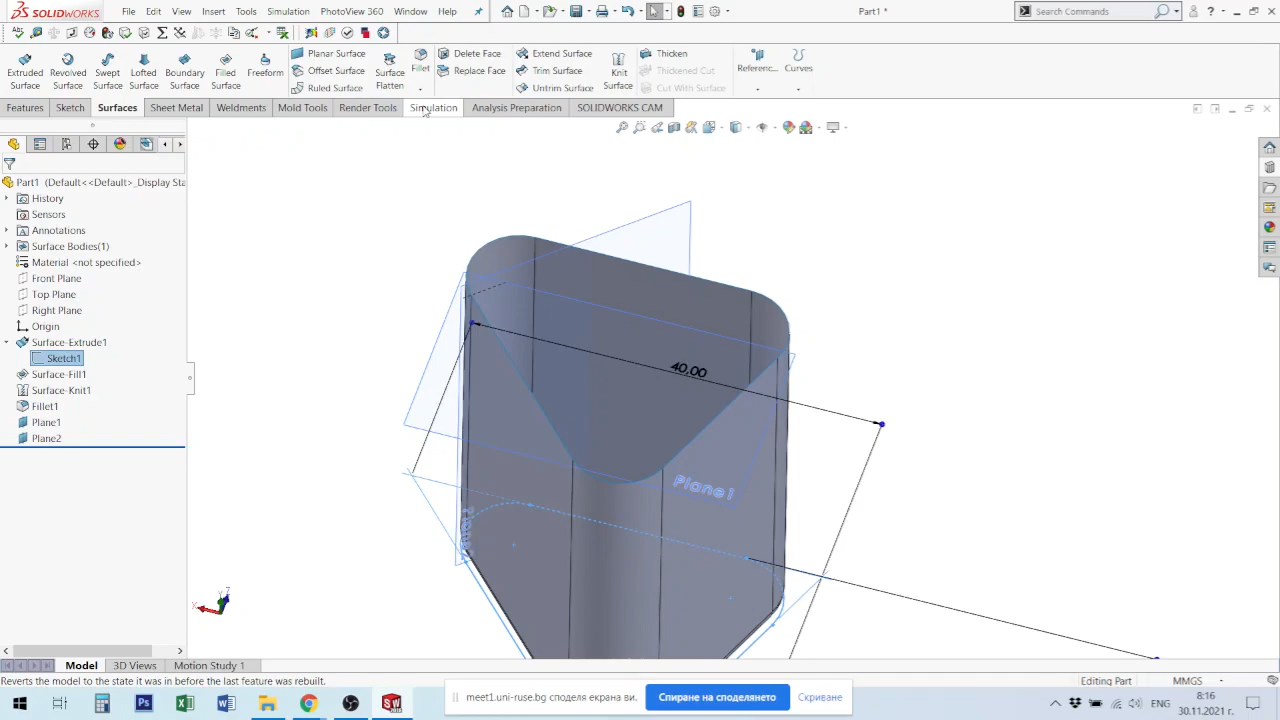 SOLIDWORKS File Edit View Insert Tools Simulation PhotoView 360 Window Help Part1 * Search Commands
Extruded Surface
Revolved Surface
Swept Surface
Lofted Surface
Boundary Surface
Filled Surface
Freeform
Planar Surface
Offset Surface
Ruled Surface
Surface Flatten
Fillet
Delete Face
Replace Face
Extend Surface
Trim Surface
Untrim Surface
Knit Surface
Thicken
Thickened Cut
Cut With Surface
Referenc...
Curves
Features Sketch Surfaces Sheet Metal Weldments Mold Tools Render Tools Simulation Analysis Preparation SOLIDWORKS CAM
Part1 (Default<<Default>_Display Sta
History
Sensors
Annotations
Surface Bodies(1)
Material <not specified>
Front Plane
Top Plane
Right Plane
Origin
Surface-Extrude1
Sketch1
Surface-Fill1
Surface-Knit1
Fillet1
Plane1
Plane2
40,00
Plane1
X Y Z
Model 3D Views Motion Study 1
Reverts the model to the state it was in before the last feature was rebuilt. Editing Part MMGS
meet1.uni-ruse.bg споделя екрана ви. Спиране на споделянето Скриване
ENG
8:16
30.11.2021 г.